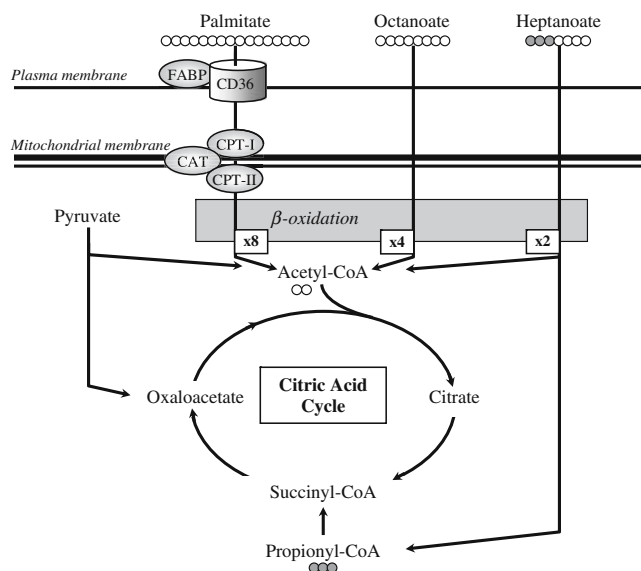 Palmitate Octanoate Heptanoate
FABP
CD36
Plasma membrane
Mitochondrial membrane
CPT-I
CAT
CPT-II
Pyruvate
β-oxidation
x8 x4 x2
Acetyl-CoA
Oxaloacetate
Citric Acid
Cycle
Citrate
Succinyl-CoA
Propionyl-CoA